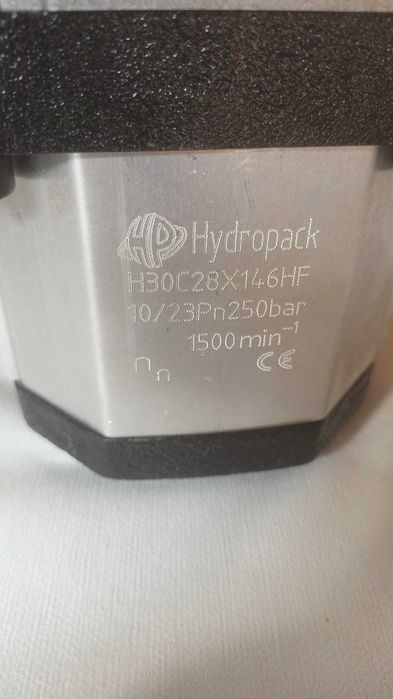 HP Hydropack
H30C28X146HF
10/23Pn250bar
1500min⁻¹
n n CE